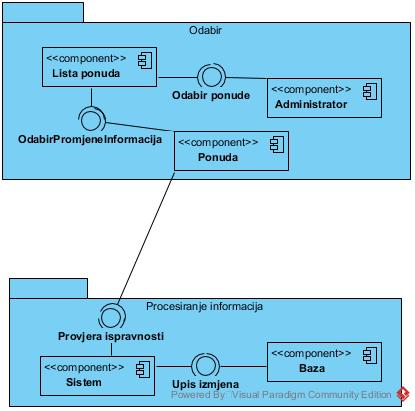 Odabir
<<component>>
Lista ponuda
Odabir ponude
<<component>>
Administrator
OdabirPromjeneInformacija
<<component>>
Ponuda
Procesiranje informacija
Provjera ispravnosti
<<component>>
Sistem
Upis izmjena
<<component>>
Baza
Powered By Visual Paradigm Community Edition